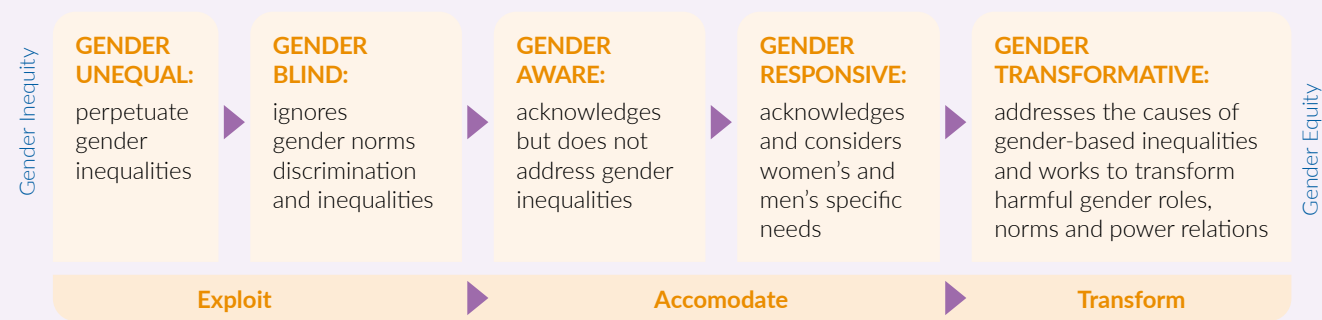 Gender Inequity
GENDER
UNEQUAL:
perpetuate
gender
inequalities
GENDER
BLIND:
ignores
gender norms
discrimination
and inequalities
GENDER
AWARE:
acknowledges
but does not
address gender
inequalities
GENDER
RESPONSIVE:
acknowledges
and considers
women's and
men's specific
needs
GENDER
TRANSFORMATIVE:
addresses the causes of
gender-based inequalities
and works to transform
harmful gender roles,
norms and power relations
Gender Equity
Exploit
Accomodate
Transform